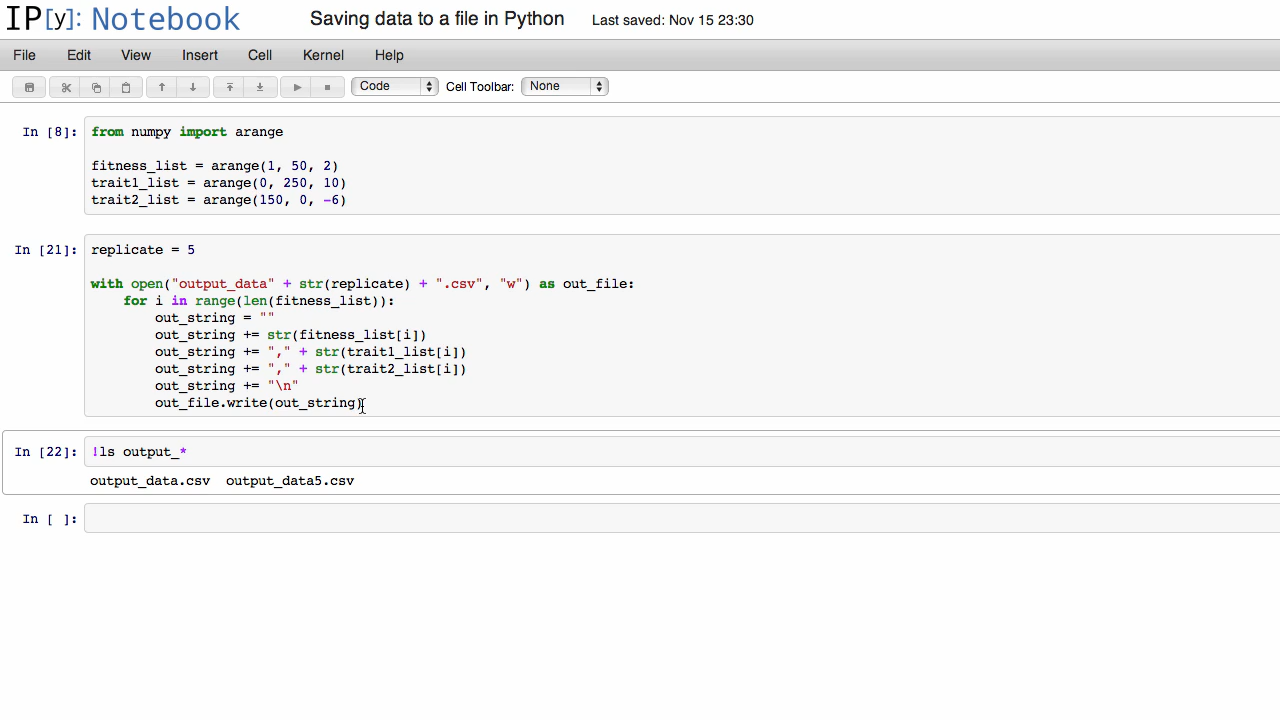 IP[y]: Notebook Saving data to a file in Python Last saved: Nov 15 23:30
File Edit View Insert Cell Kernel Help
Code Cell Toolbar: None
In [8]: from numpy import arange
fitness_list = arange(1, 50, 2)
trait1_list = arange(0, 250, 10)
trait2_list = arange(150, 0, -6)
In [21]: replicate = 5
with open("output_data" + str(replicate) + ".csv", "w") as out_file:
    for i in range(len(fitness_list)):
        out_string = ""
        out_string += str(fitness_list[i])
        out_string += "," + str(trait1_list[i])
        out_string += "," + str(trait2_list[i])
        out_string += "\n"
        out_file.write(out_string)
In [22]: !ls output_*
output_data.csv  output_data5.csv
In [ ]: